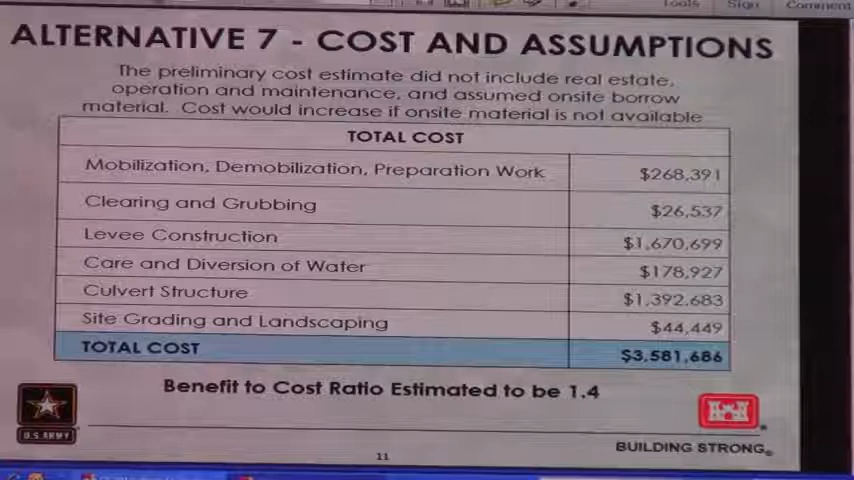 Tools Sign Comment
ALTERNATIVE 7 - COST AND ASSUMPTIONS
The preliminary cost estimate did not include real estate,
operation and maintenance, and assumed onsite borrow
material. Cost would increase if onsite material is not available
TOTAL COST
Mobilization, Demobilization, Preparation Work $268,391
Clearing and Grubbing $26,537
Levee Construction $1,670,699
Care and Diversion of Water $178,927
Culvert Structure $1,392,683
Site Grading and Landscaping $44,449
TOTAL COST $3,581,686
Benefit to Cost Ratio Estimated to be 1.4
U.S.ARMY
BUILDING STRONG®
11